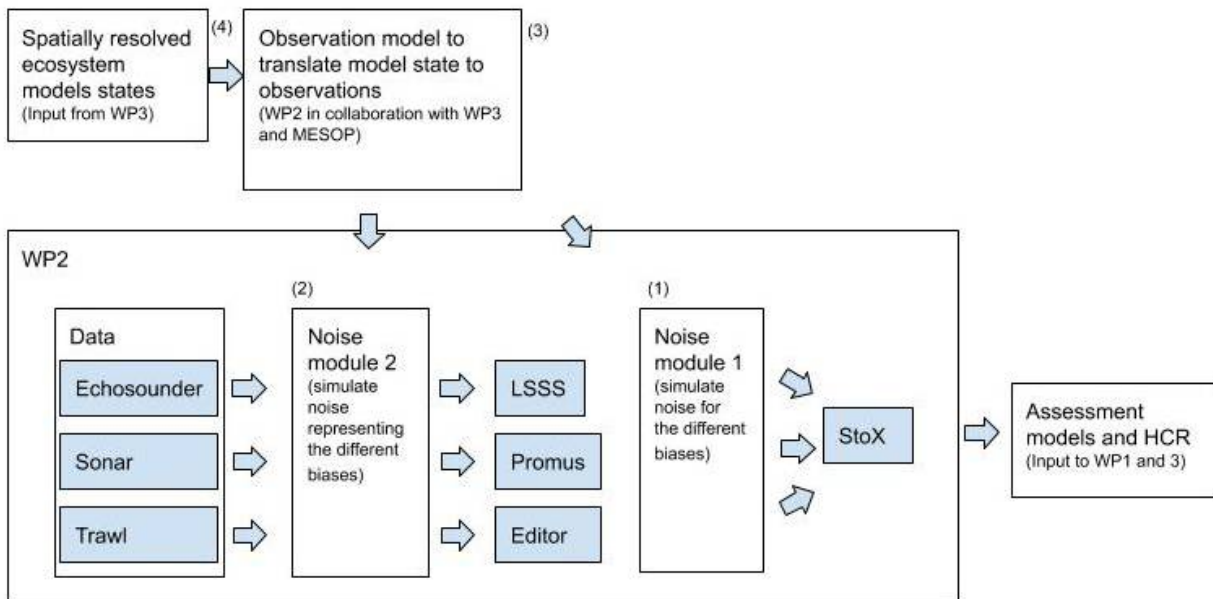 Spatially resolved
ecosystem
models states
(Input from WP3)
(4)
Observation model to
translate model state to
observations
(WP2 in collaboration with WP3
and MESOP)
(3)
WP2
Data
Echosounder
Sonar
Trawl
(2)
Noise
module 2
(simulate
noise
representing
the different
biases)
LSSS
Promus
Editor
(1)
Noise
module 1
(simulate
noise for
the different
biases)
StoX
Assessment
models and HCR
(Input to WP1 and 3)